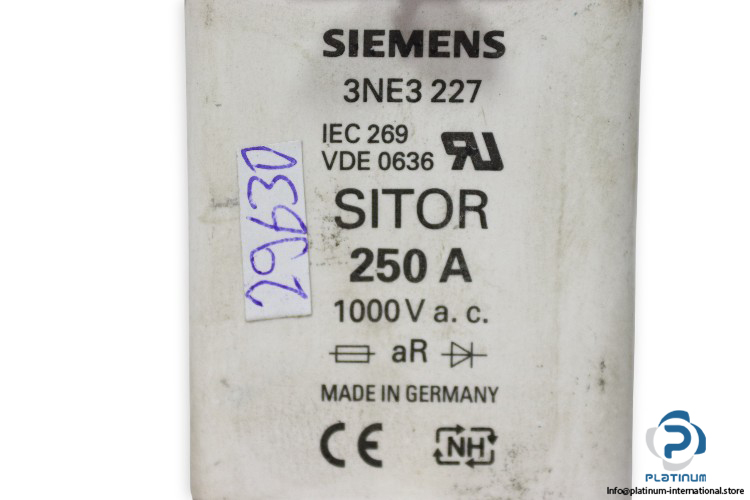 SIEMENS
3NE3 227
IEC 269
VDE 0636
SITOR
250 A
1000 V a. c.
aR
MADE IN GERMANY
CE
NH
29630
PLATINUM
Info@platinum-international.store